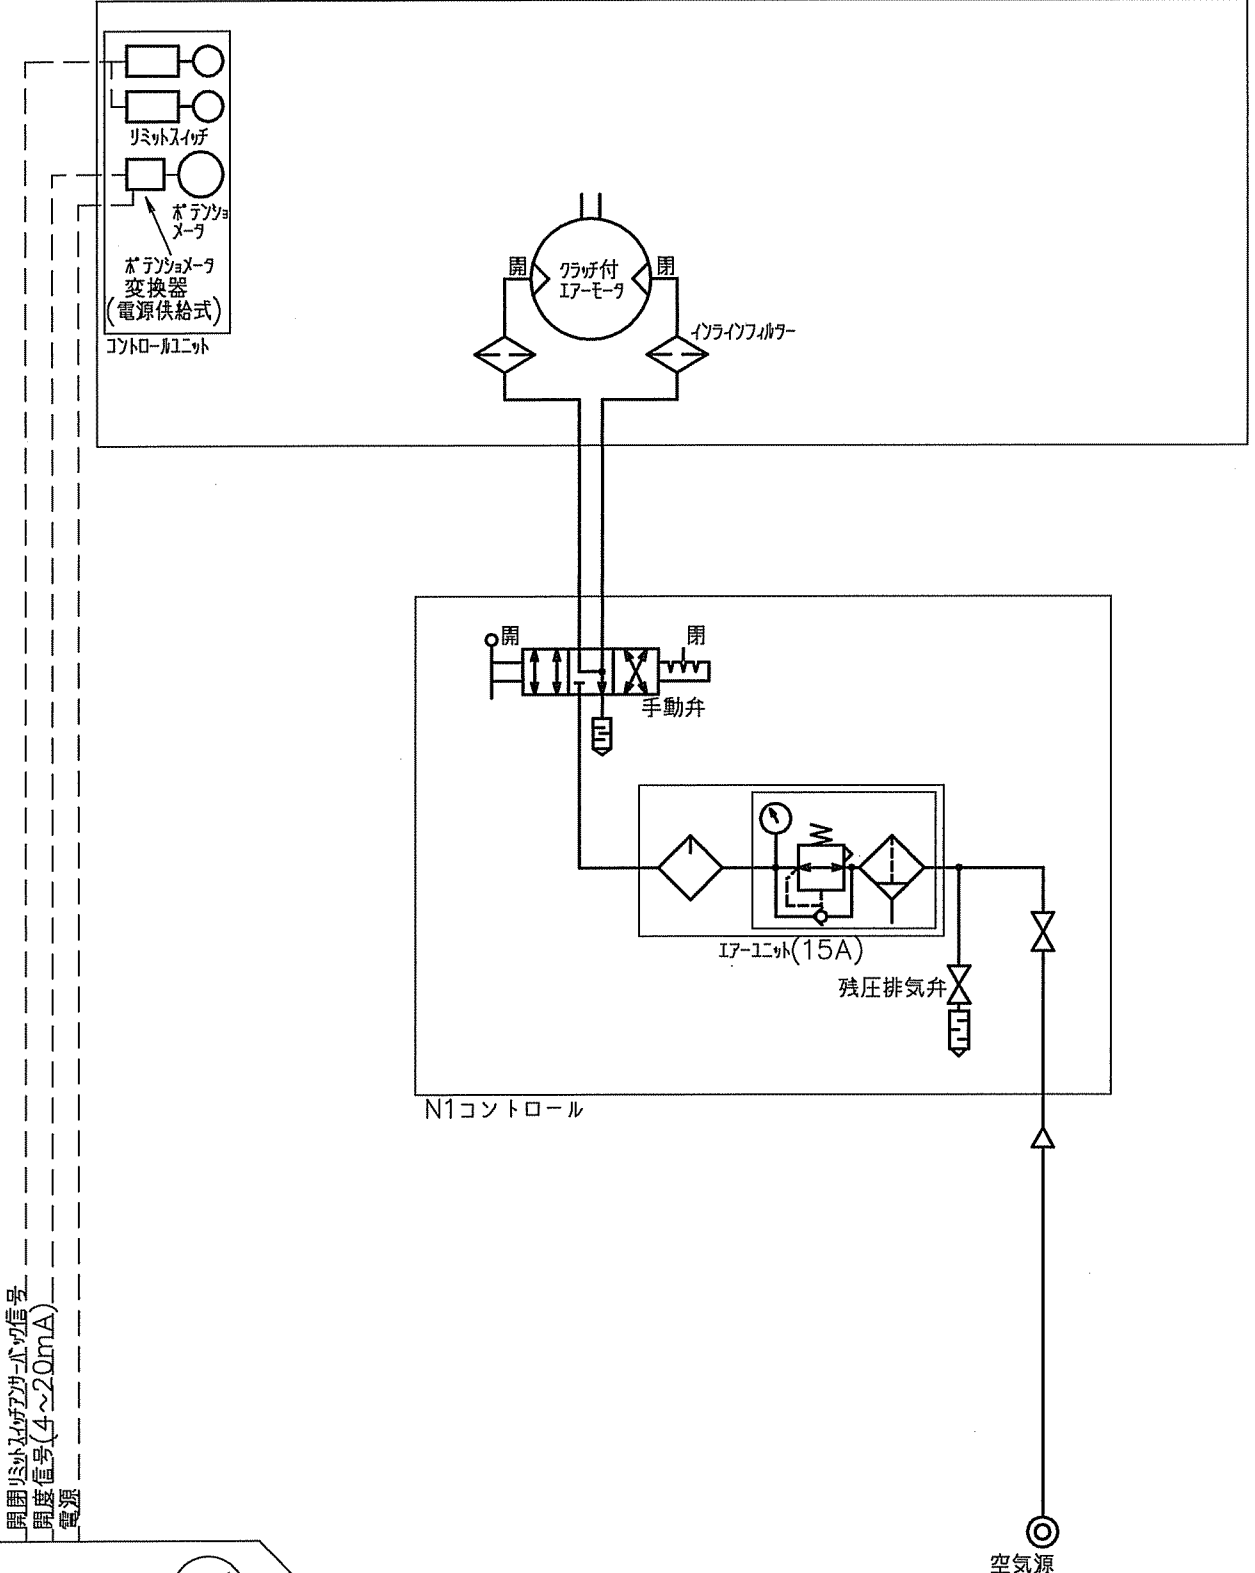 リミットスイッチ
ポテンショ
メータ
ポテンショメータ
変換器
(電源供給式)
コントロールユニット
開
クラッチ付
エアーモータ
閉
インラインフィルター
開
閉
手動弁
エアーユニット(15A)
残圧排気弁
N1コントロール
開閉リミットスイッチアンサーバック信号
開度信号(4～20mA)
電源
空気源